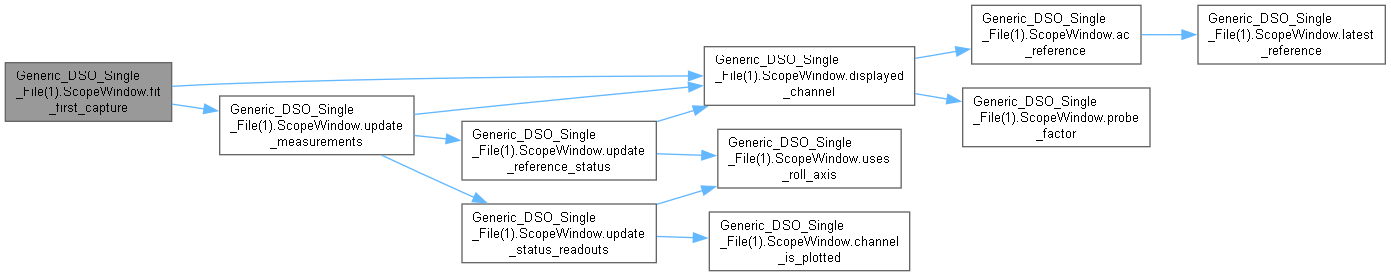 Generic_DSO_Single
_File(1).ScopeWindow.fit
_first_capture
Generic_DSO_Single
_File(1).ScopeWindow.update
_measurements
Generic_DSO_Single
_File(1).ScopeWindow.update
_reference_status
Generic_DSO_Single
_File(1).ScopeWindow.update
_status_readouts
Generic_DSO_Single
_File(1).ScopeWindow.displayed
_channel
Generic_DSO_Single
_File(1).ScopeWindow.uses
_roll_axis
Generic_DSO_Single
_File(1).ScopeWindow.channel
_is_plotted
Generic_DSO_Single
_File(1).ScopeWindow.ac
_reference
Generic_DSO_Single
_File(1).ScopeWindow.probe
_factor
Generic_DSO_Single
_File(1).ScopeWindow.latest
_reference